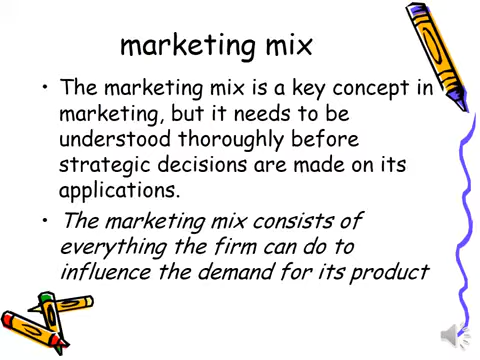 marketing mix
• The marketing mix is a key concept in
marketing, but it needs to be
understood thoroughly before
strategic decisions are made on its
applications.
• The marketing mix consists of
everything the firm can do to
influence the demand for its product